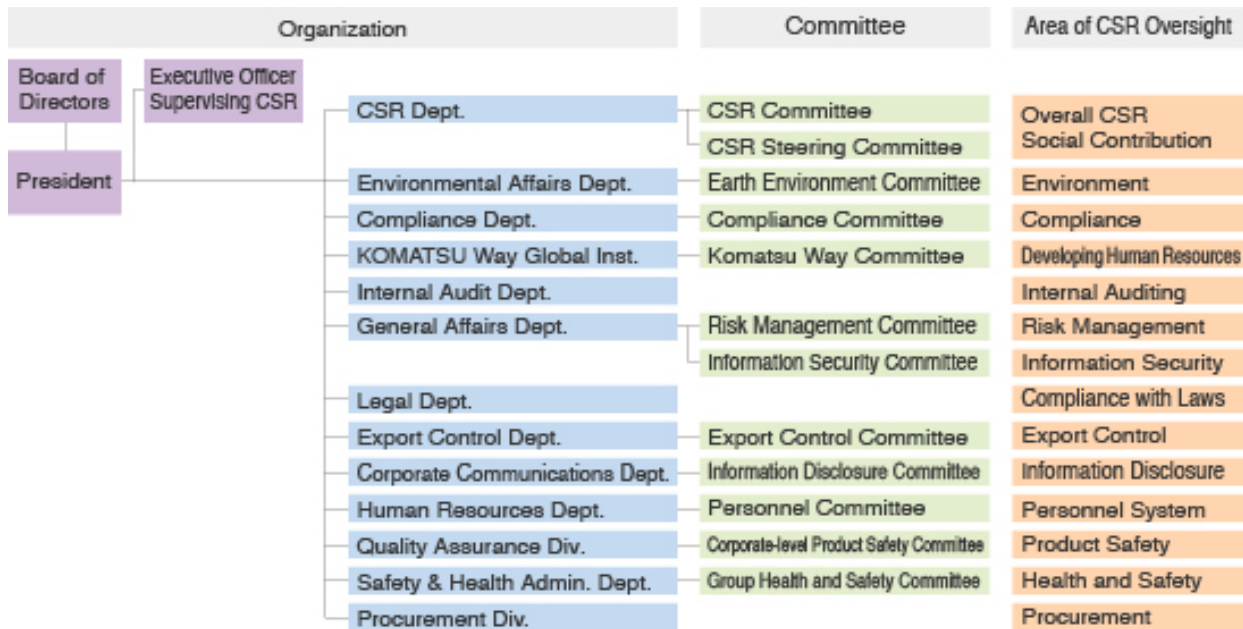 Organization
Committee
Area of CSR Oversight
Board of
Directors
Executive Officer
Supervising CSR
President
CSR Dept.
CSR Committee
CSR Steering Committee
Overall CSR
Social Contribution
Environmental Affairs Dept.
Earth Environment Committee
Environment
Compliance Dept.
Compliance Committee
Compliance
KOMATSU Way Global Inst.
Komatsu Way Committee
Developing Human Resources
Internal Audit Dept.
Internal Auditing
General Affairs Dept.
Risk Management Committee
Risk Management
Information Security Committee
Information Security
Legal Dept.
Compliance with Laws
Export Control Dept.
Export Control Committee
Export Control
Corporate Communications Dept.
Information Disclosure Committee
Information Disclosure
Human Resources Dept.
Personnel Committee
Personnel System
Quality Assurance Div.
Corporate-level Product Safety Committee
Product Safety
Safety & Health Admin. Dept.
Group Health and Safety Committee
Health and Safety
Procurement Div.
Procurement